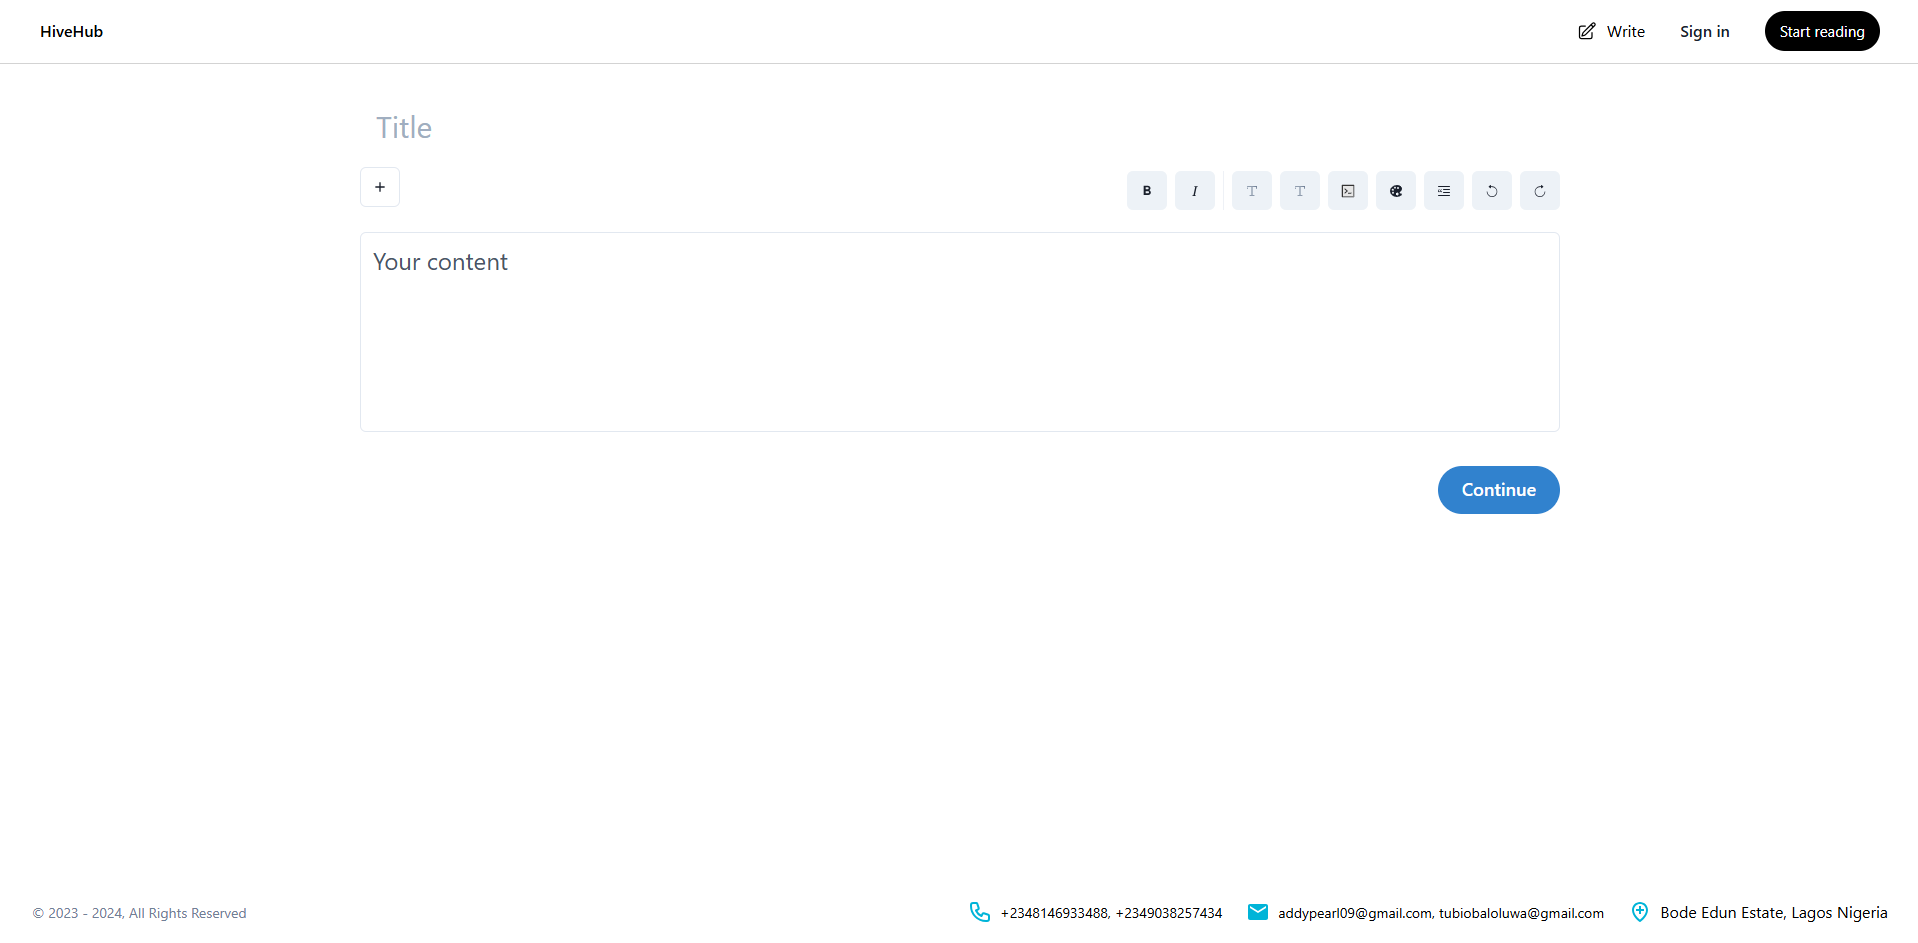 HiveHub
Write
Sign in
Start reading
Title
+
B
I
T
T
Your content
Continue
© 2023 - 2024, All Rights Reserved
+2348146933488, +2349038257434
addypearl09@gmail.com, tubiobaloluwa@gmail.com
Bode Edun Estate, Lagos Nigeria